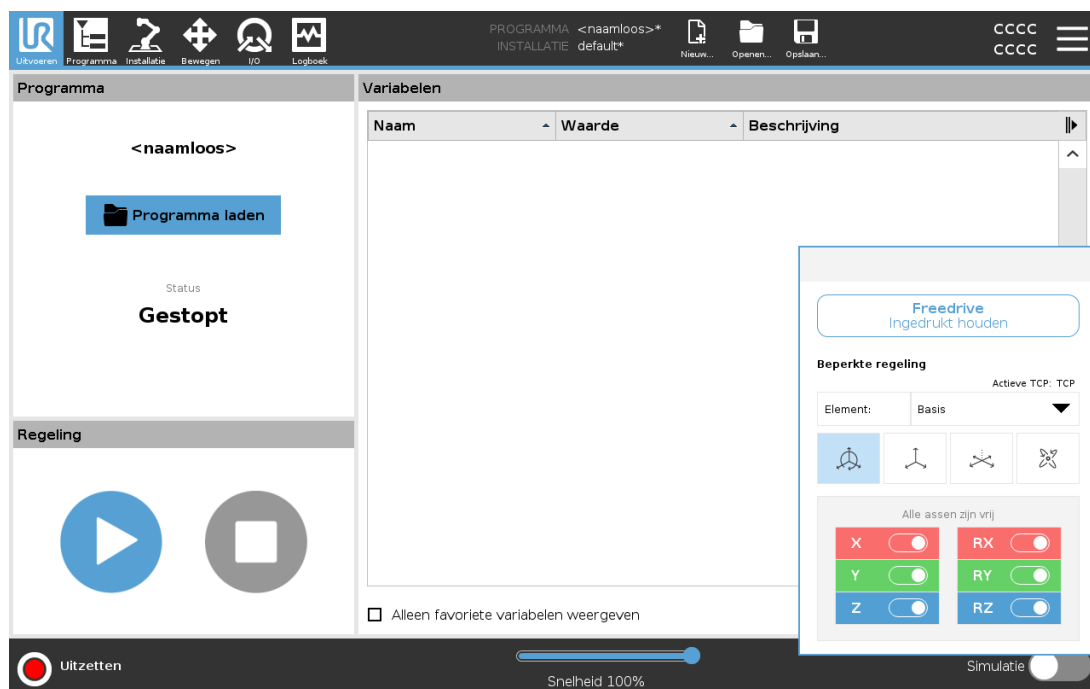 UR
Uitvoeren Programma Installatie Bewegen I/O Logboek
PROGRAMMA <naamloos>*
INSTALLATIE default*
Nieuw... Openen... Opslaan...
CCCC
CCCC
Programma
<naamloos>
Programma laden
Status
Gestopt
Regeling
Variabelen
Naam Waarde Beschrijving
Alleen favoriete variabelen weergeven
Freedrive
Ingedrukt houden
Beperkte regeling
Actieve TCP: TCP
Element: Basis
Alle assen zijn vrij
X RX
Y RY
Z RZ
Uitzetten
Snelheid 100%
Simulatie